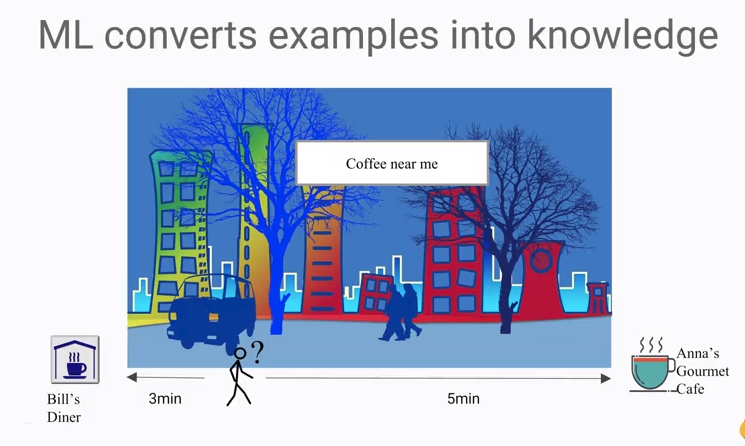 ML converts examples into knowledge
Coffee near me
?
Bill's
Diner
3min
5min
Anna's
Gourmet
Cafe